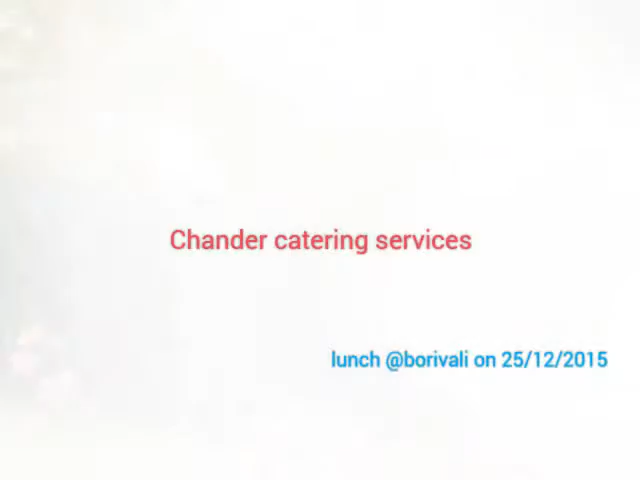 Chander catering services
lunch @borivali on 25/12/2015